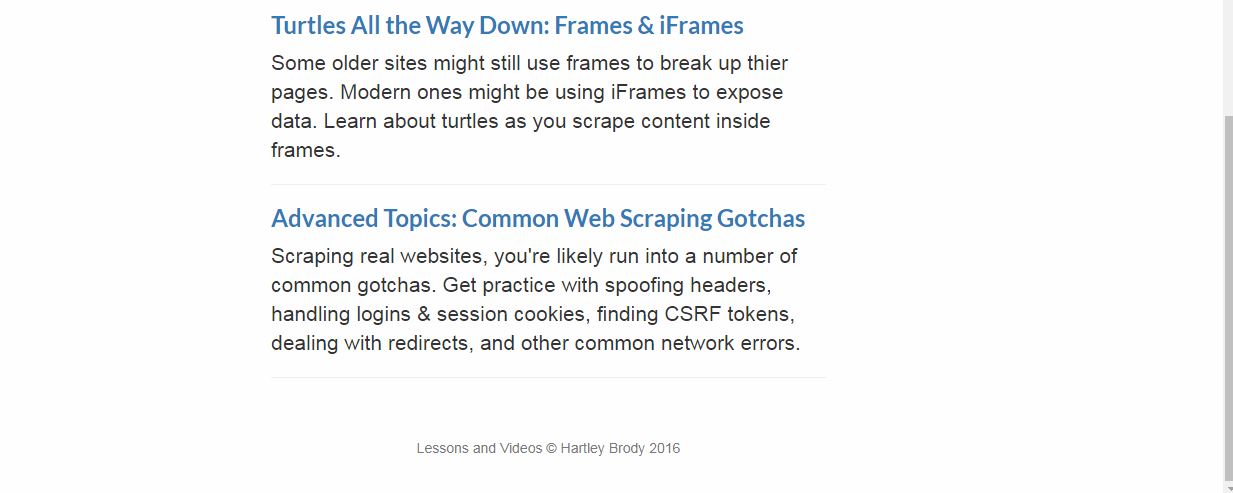 Turtles All the Way Down: Frames & iFrames
Some older sites might still use frames to break up thier
pages. Modern ones might be using iFrames to expose
data. Learn about turtles as you scrape content inside
frames.
Advanced Topics: Common Web Scraping Gotchas
Scraping real websites, you're likely run into a number of
common gotchas. Get practice with spoofing headers,
handling logins & session cookies, finding CSRF tokens,
dealing with redirects, and other common network errors.
Lessons and Videos © Hartley Brody 2016